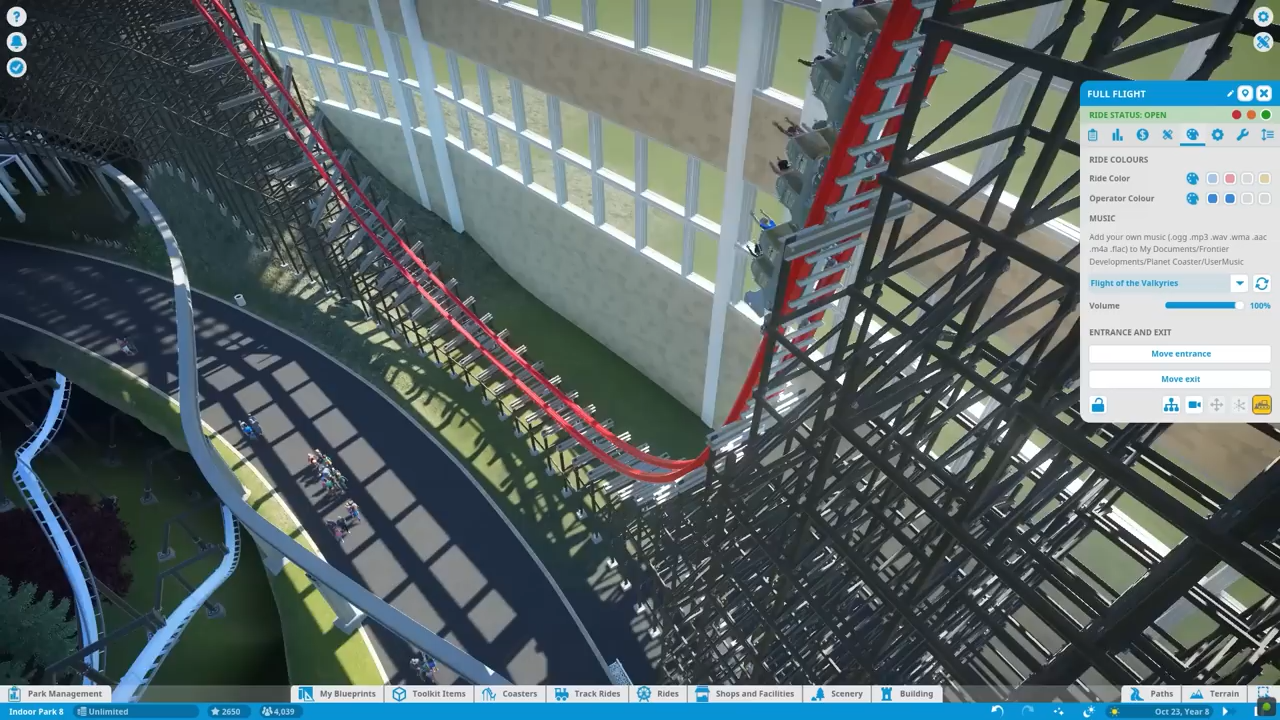 FULL FLIGHT
RIDE STATUS: OPEN
RIDE COLOURS
Ride Color
Operator Colour
MUSIC
Add your own music (.ogg .mp3 .wav .wma .aac
.m4a .flac) to My Documents/Frontier
Developments/Planet Coaster/UserMusic
Flight of the Valkyries
Volume 100%
ENTRANCE AND EXIT
Move entrance
Move exit
Park Management My Blueprints Toolkit Items Coasters Track Rides Rides Shops and Facilities Scenery Building Paths Terrain
Indoor Park 8 Unlimited 2650 4,039 Oct 23, Year 8